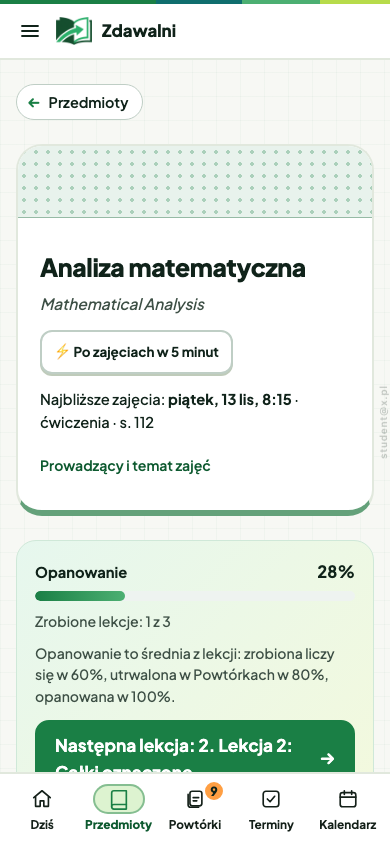 Zdawalni
← Przedmioty
Analiza matematyczna
Mathematical Analysis
⚡ Po zajęciach w 5 minut
Najbliższe zajęcia: piątek, 13 lis, 8:15 ·
ćwiczenia · s. 112
Prowadzący i temat zajęć
student@x.pl
Opanowanie 28%
Zrobione lekcje: 1 z 3
Opanowanie to średnia z lekcji: zrobiona liczy
się w 60%, utrwalona w Powtórkach w 80%,
opanowana w 100%.
Następna lekcja: 2. Lekcja 2: →
Całki oznaczone
9
Dziś Przedmioty Powtórki Terminy Kalendarz